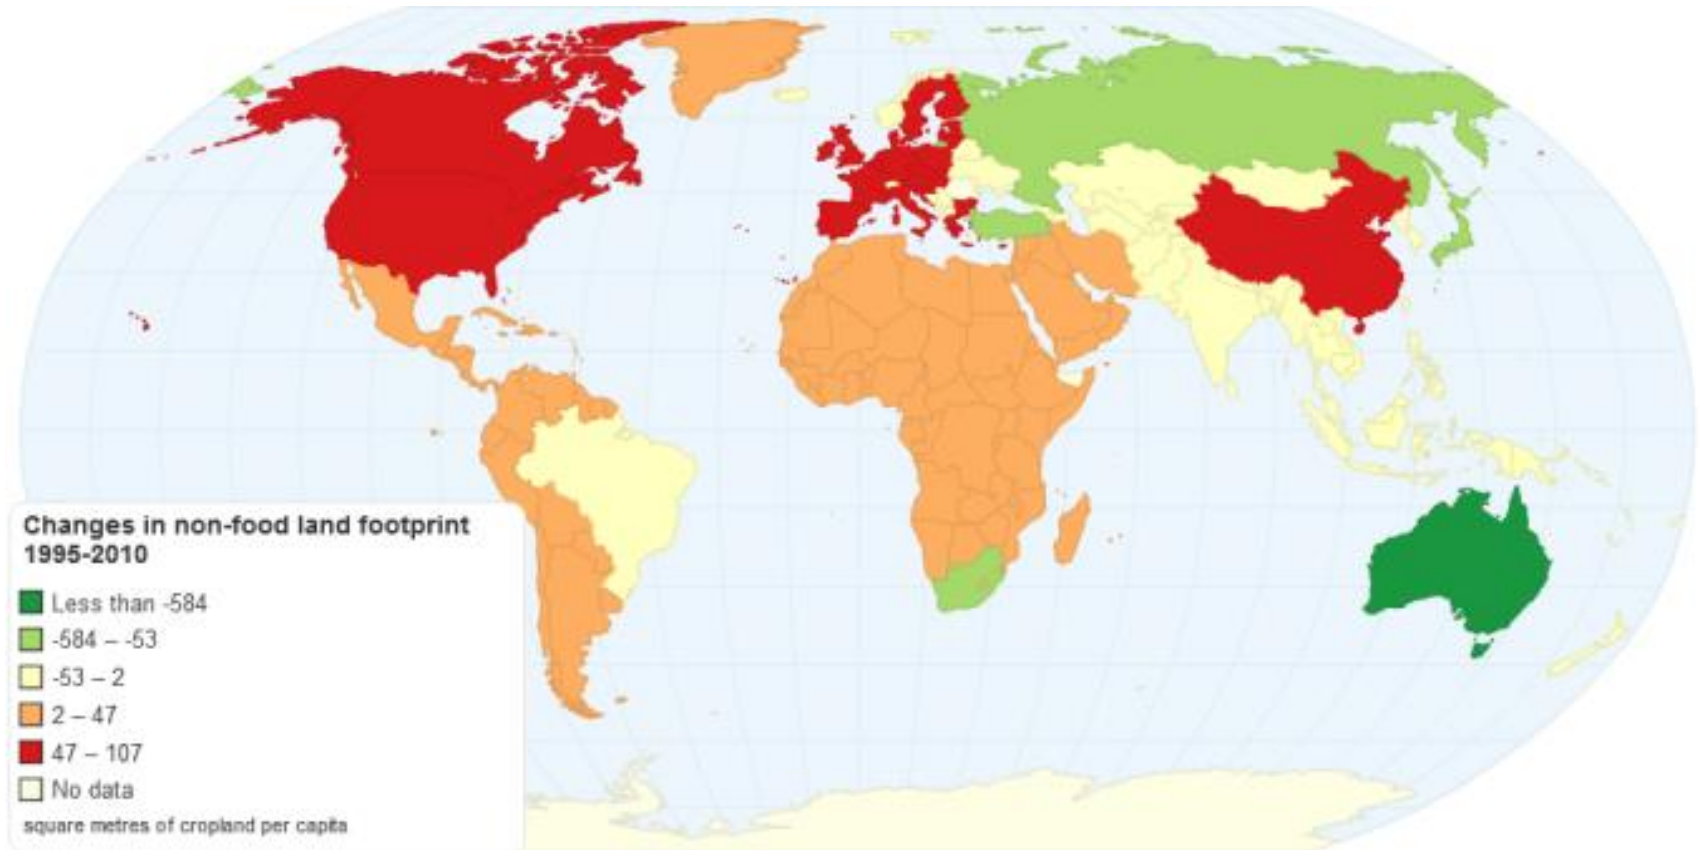 Changes in non-food land footprint
1995-2010
Less than -584
-584 – -53
-53 – 2
2 – 47
47 – 107
No data
square metres of cropland per capita